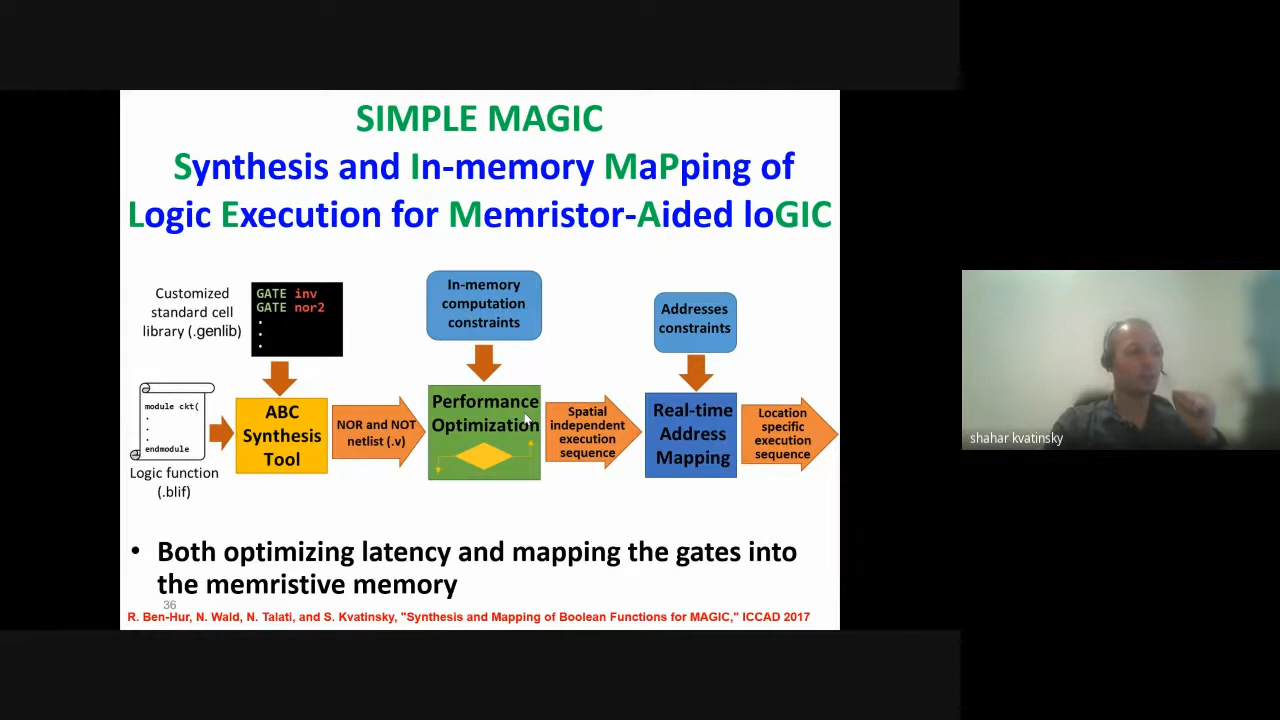 SIMPLE MAGIC
Synthesis and In-memory MaPping of
Logic Execution for Memristor-Aided loGIC
Customized
standard cell
library (.genlib)
GATE inv
GATE nor2
.
.
.
In-memory
computation
constraints
Addresses
constraints
module ckt(
.
.
.
endmodule
Logic function
(.blif)
ABC
Synthesis
Tool
NOR and NOT
netlist (.v)
Performance
Optimization
Spatial
independent
execution
sequence
Real-time
Address
Mapping
Location
specific
execution
sequence
• Both optimizing latency and mapping the gates into
the memristive memory
36
R. Ben-Hur, N. Wald, N. Talati, and S. Kvatinsky, "Synthesis and Mapping of Boolean Functions for MAGIC," ICCAD 2017
shahar kvatinsky